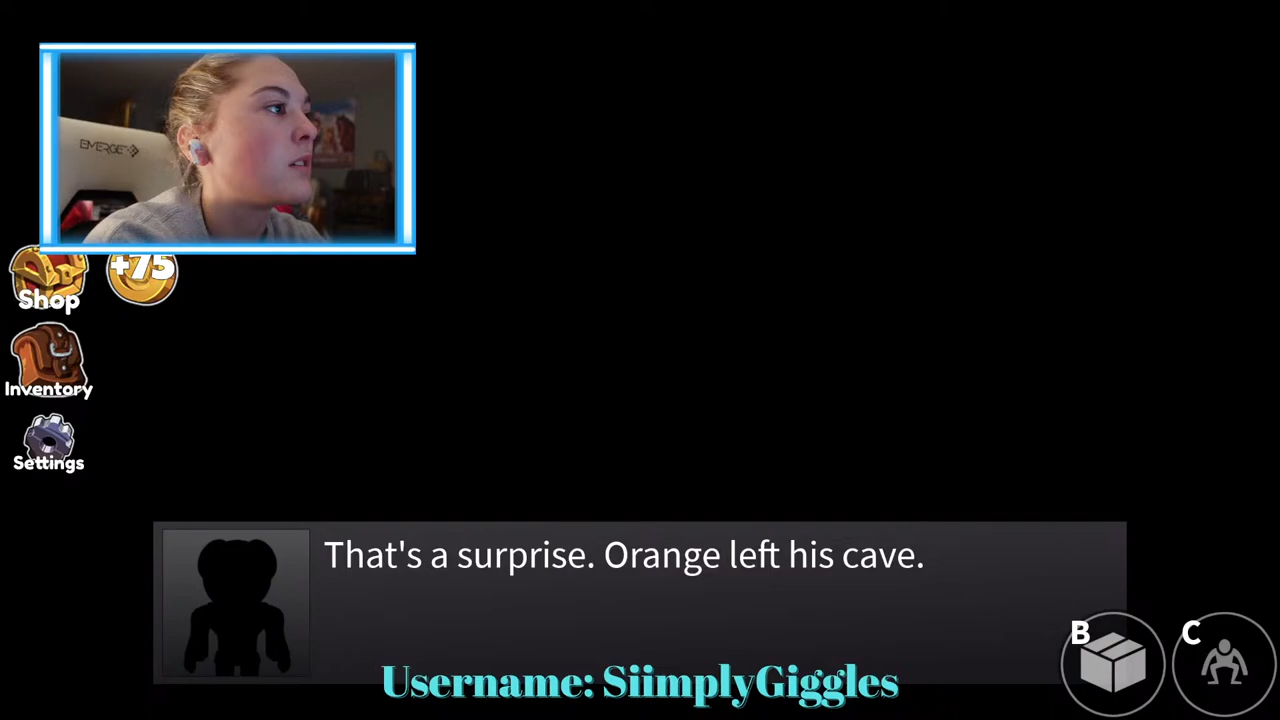 EMERGE
+75
Shop
Inventory
Settings
That's a surprise. Orange left his cave.
B
C
Username: SiimplyGiggles